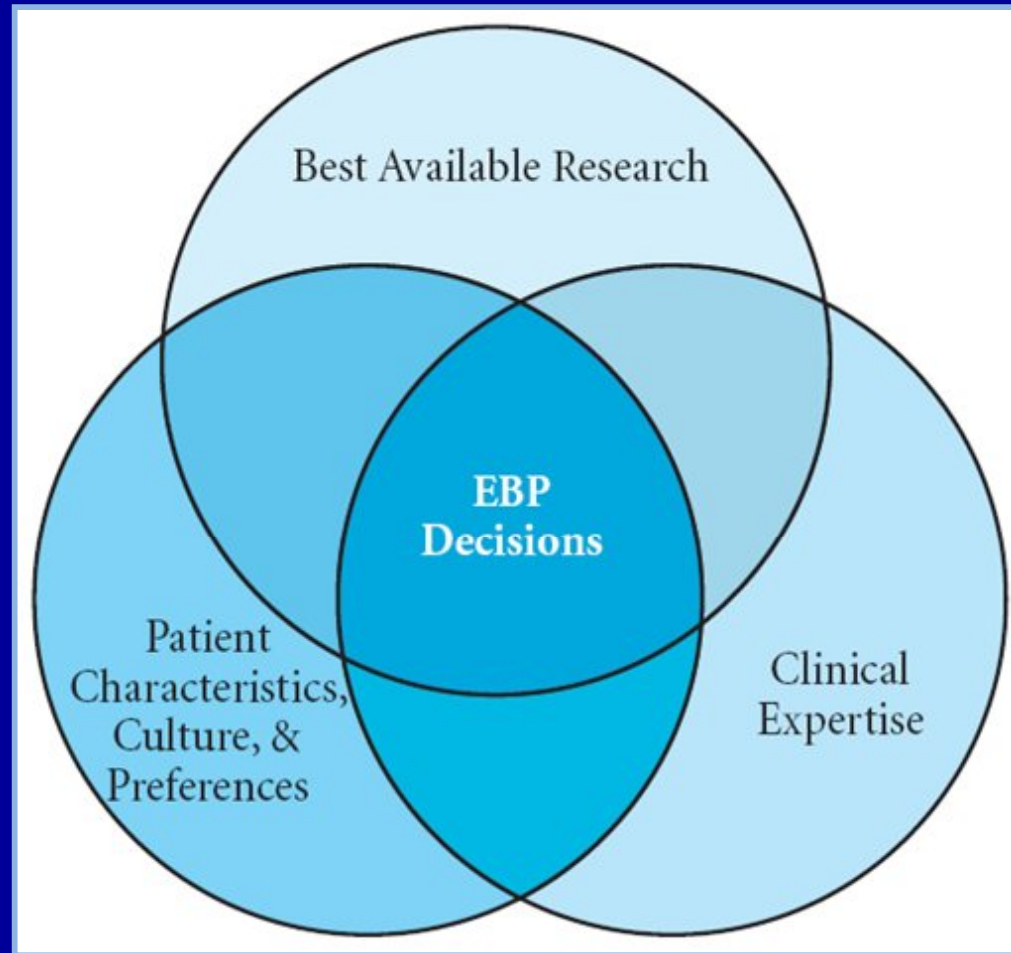 Best Available Research
EBP
Decisions
Patient
Characteristics,
Culture, &
Preferences
Clinical
Expertise